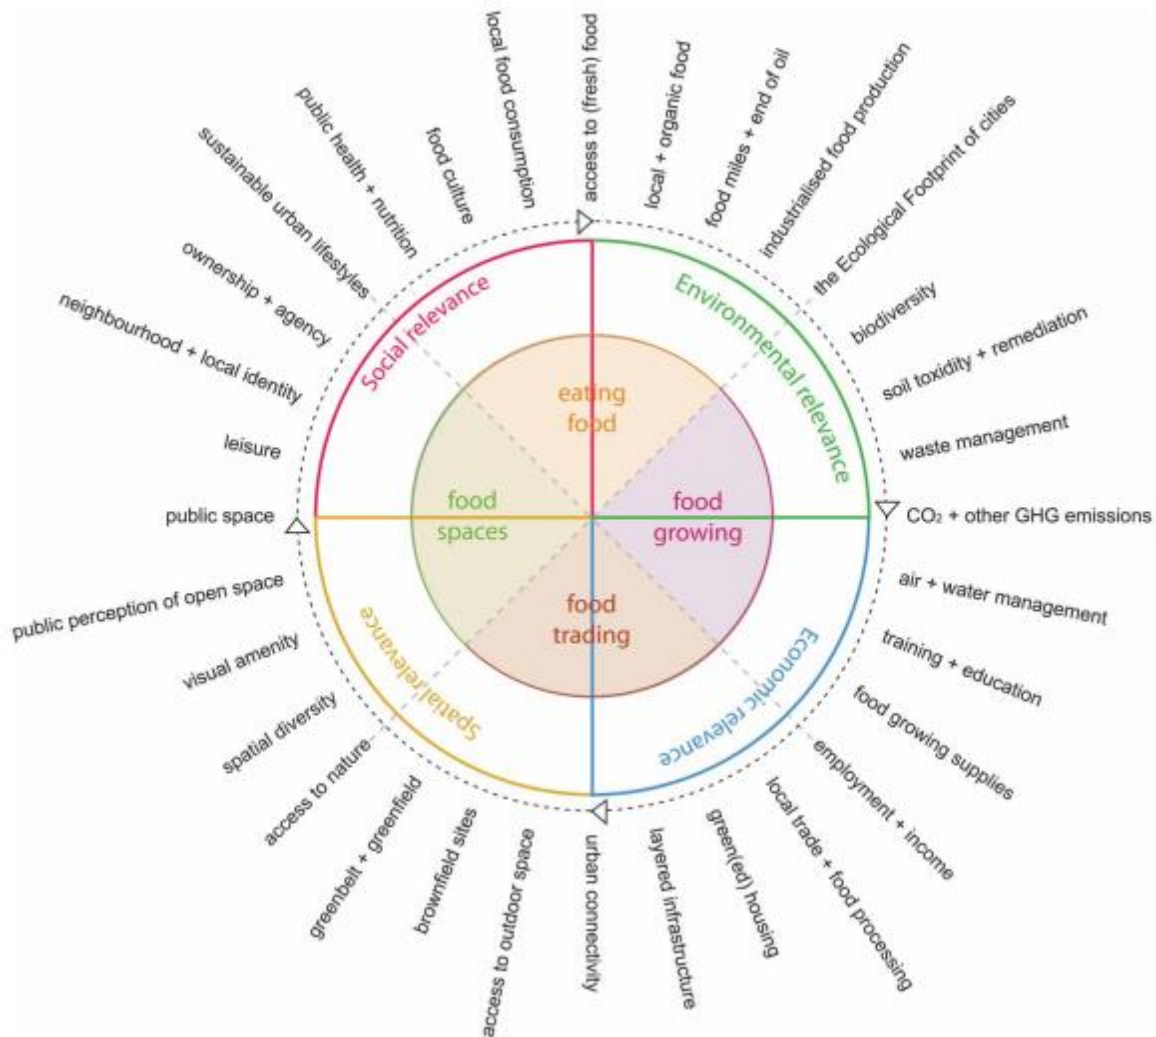 access to (fresh) food
local + organic food
food miles + end of oil
industrialised food production
the Ecological Footprint of cities
biodiversity
soil toxidity + remediation
waste management
CO₂ + other GHG emissions
air + water management
training + education
food growing supplies
employment + income
local trade + food processing
green(ed) housing
layered infrastructure
urban connectivity
access to outdoor space
brownfield sites
greenbelt + greenfield
access to nature
spatial diversity
visual amenity
public perception of open space
public space
leisure
neighbourhood + local identity
ownership + agency
sustainable urban lifestyles
public health + nutrition
food culture
local food consumption
Social relevance
Environmental relevance
Economic relevance
Spatial relevance
eating
food
food
growing
food
trading
food
spaces